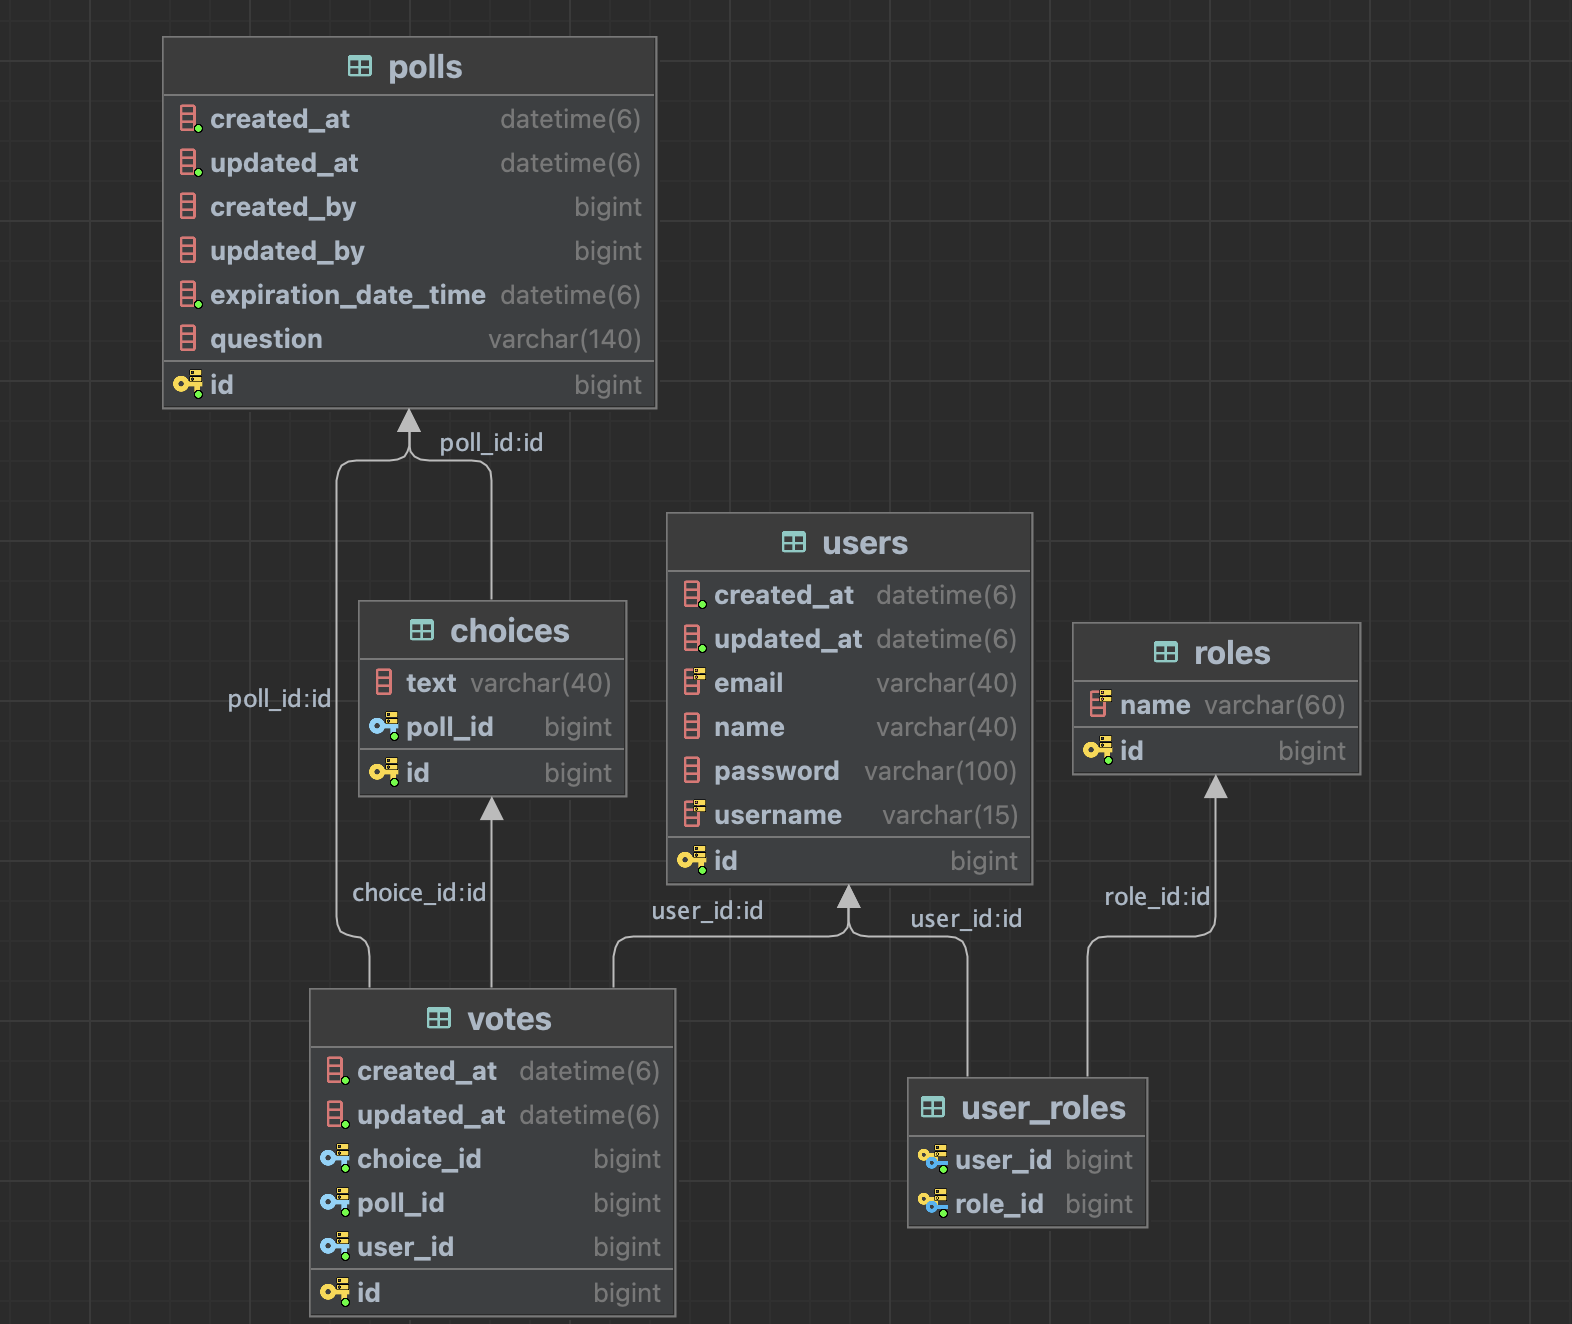 polls
created_at datetime(6)
updated_at datetime(6)
created_by bigint
updated_by bigint
expiration_date_time datetime(6)
question varchar(140)
id bigint
poll_id:id
poll_id:id
choices
text varchar(40)
poll_id bigint
id bigint
users
created_at datetime(6)
updated_at datetime(6)
email varchar(40)
name varchar(40)
password varchar(100)
username varchar(15)
id bigint
roles
name varchar(60)
id bigint
choice_id:id
user_id:id
user_id:id
role_id:id
votes
created_at datetime(6)
updated_at datetime(6)
choice_id bigint
poll_id bigint
user_id bigint
id bigint
user_roles
user_id bigint
role_id bigint